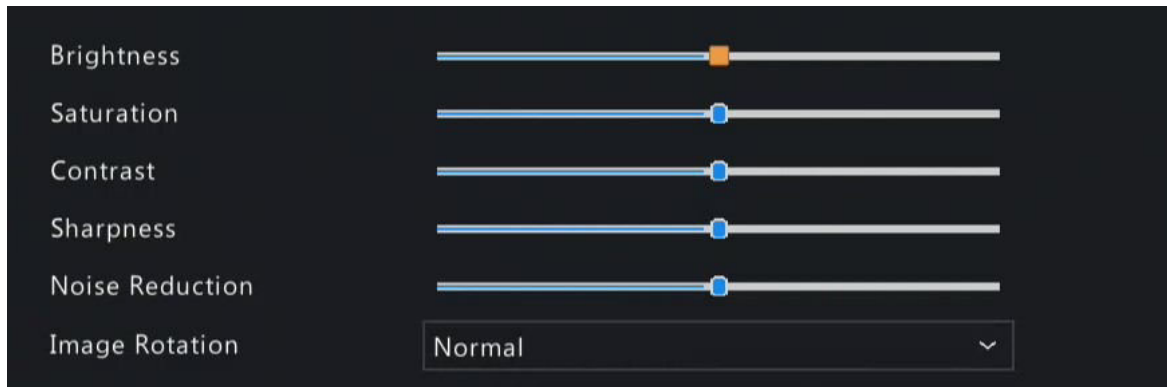 Brightness
Saturation
Contrast
Sharpness
Noise Reduction
Image Rotation Normal